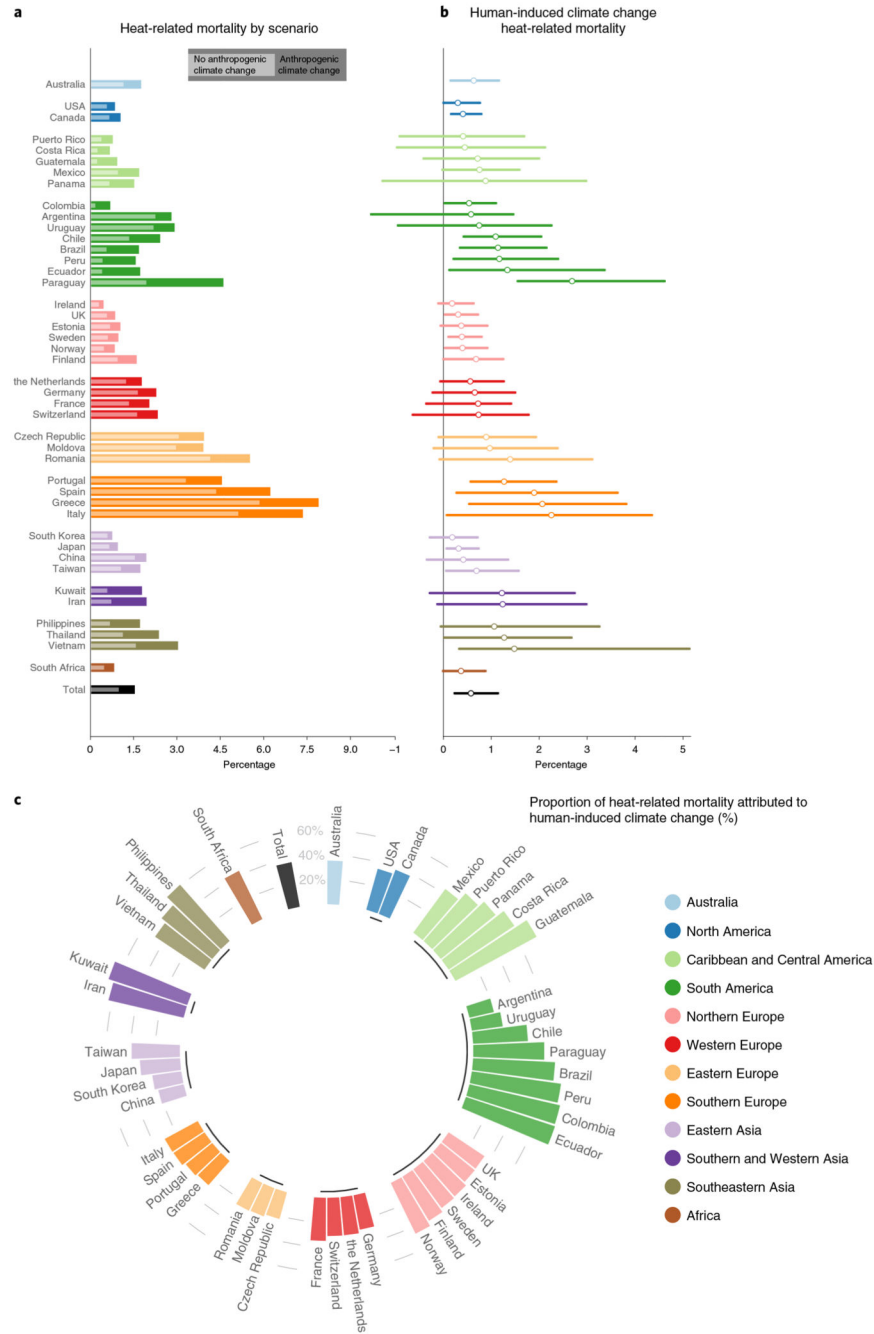 a
Heat-related mortality by scenario
No anthropogenic
climate change
Anthropogenic
climate change
Australia
USA
Canada
Puerto Rico
Costa Rica
Guatemala
Mexico
Panama
Colombia
Argentina
Uruguay
Chile
Brazil
Peru
Ecuador
Paraguay
Ireland
UK
Estonia
Sweden
Norway
Finland
the Netherlands
Germany
France
Switzerland
Czech Republic
Moldova
Romania
Portugal
Spain
Greece
Italy
South Korea
Japan
China
Taiwan
Kuwait
Iran
Philippines
Thailand
Vietnam
South Africa
Total
0 1.5 3.0 4.5 6.0 7.5 9.0
Percentage
b
Human-induced climate change
heat-related mortality
−1 0 1 2 3 4 5
Percentage
c
Proportion of heat-related mortality attributed to
human-induced climate change (%)
60%
40%
20%
Australia
USA
Canada
Mexico
Puerto Rico
Panama
Costa Rica
Guatemala
Argentina
Uruguay
Chile
Paraguay
Brazil
Peru
Colombia
Ecuador
UK
Estonia
Ireland
Sweden
Finland
Norway
Germany
the Netherlands
Switzerland
France
Czech Republic
Moldova
Romania
Greece
Portugal
Spain
Italy
China
South Korea
Japan
Taiwan
Iran
Kuwait
Vietnam
Thailand
Philippines
South Africa
Total
Australia
North America
Caribbean and Central America
South America
Northern Europe
Western Europe
Eastern Europe
Southern Europe
Eastern Asia
Southern and Western Asia
Southeastern Asia
Africa